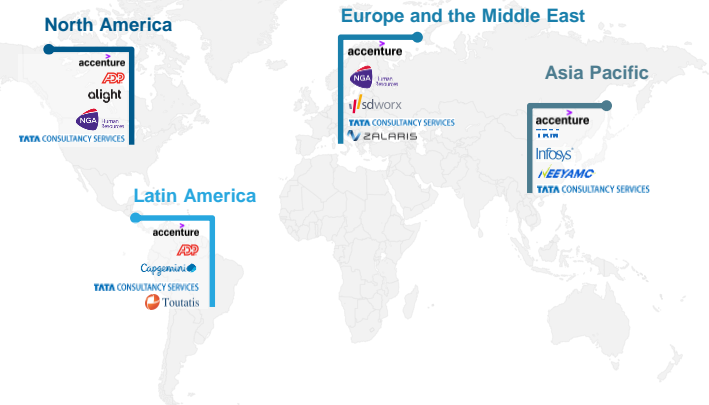 North America
accenture
ADP
alight
NGA Human
Resources
TATA CONSULTANCY SERVICES
Europe and the Middle East
accenture
NGA Human
Resources
sdworx
TATA CONSULTANCY SERVICES
ZALARIS
Asia Pacific
accenture
Infosys
NEEYAMO
TATA CONSULTANCY SERVICES
Latin America
accenture
ADP
Capgemini
TATA CONSULTANCY SERVICES
Toutatis